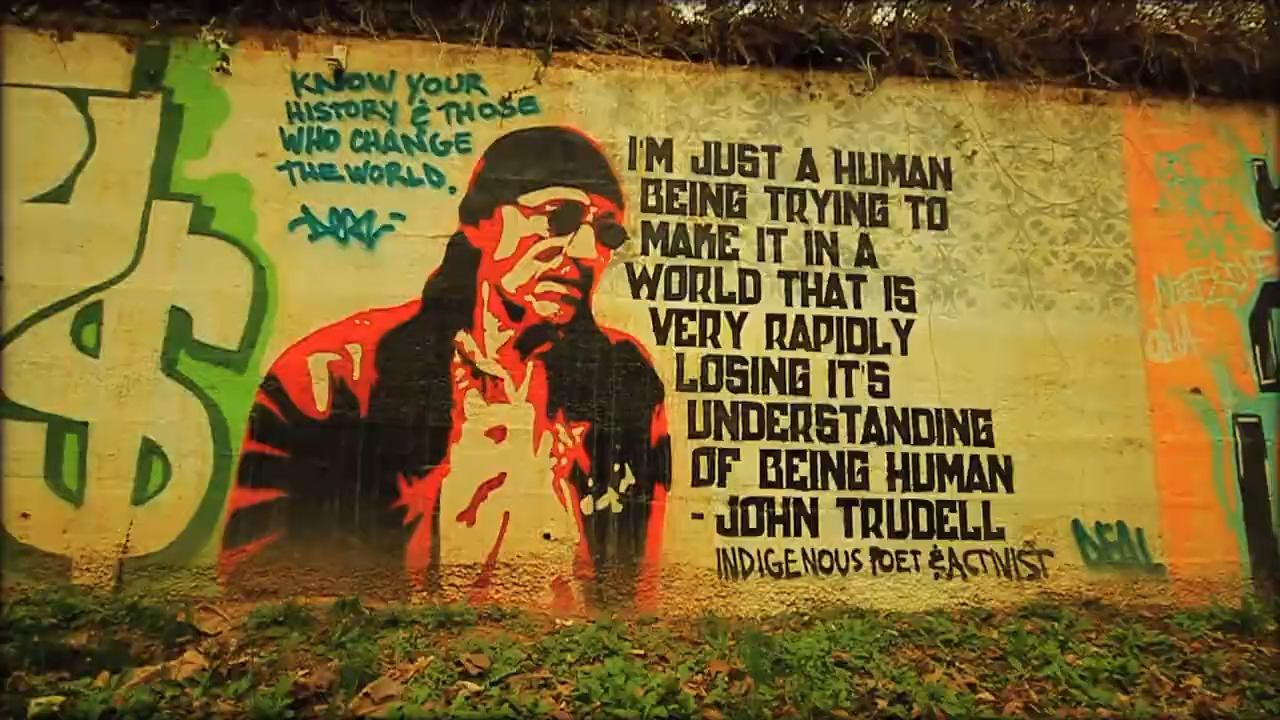 KNOW YOUR
HISTORY & THOSE
WHO CHANGE
THE WORLD.
I'M JUST A HUMAN
BEING TRYING TO
MAKE IT IN A
WORLD THAT IS
VERY RAPIDLY
LOSING IT'S
UNDERSTANDING
OF BEING HUMAN
- JOHN TRUDELL
INDIGENOUS POET & ACTIVIST